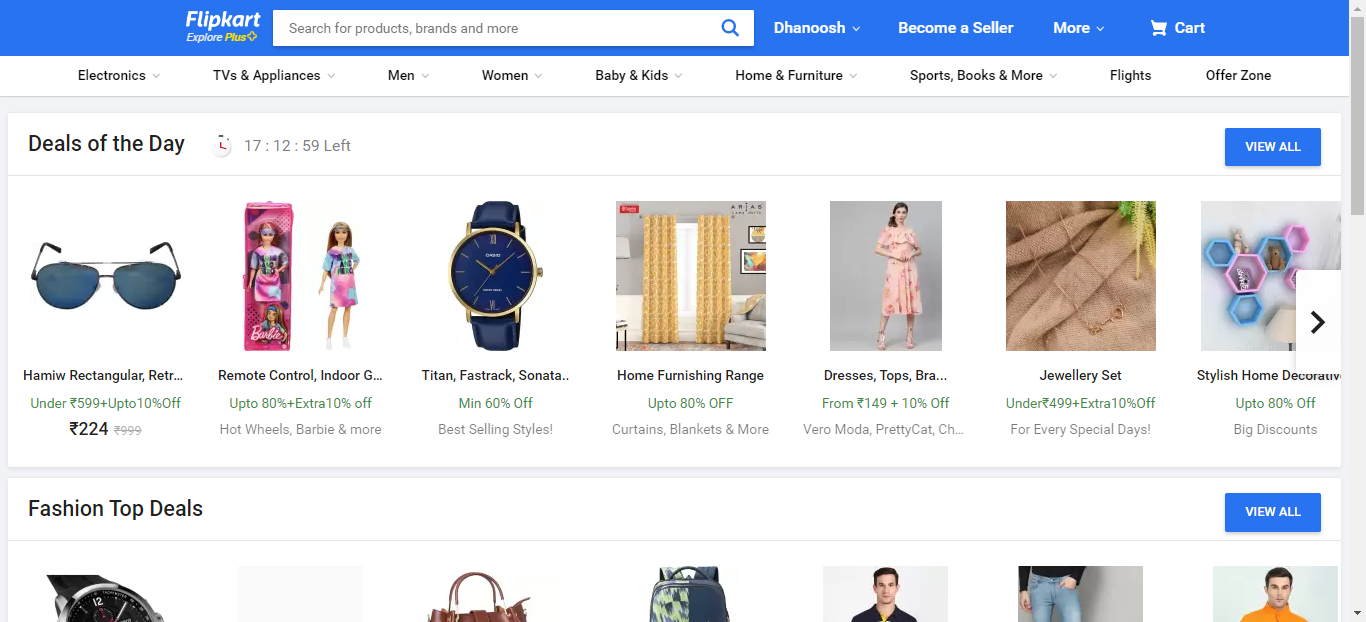 Flipkart
Explore Plus
Search for products, brands and more
Dhanoosh
Become a Seller
More
Cart
Electronics
TVs & Appliances
Men
Women
Baby & Kids
Home & Furniture
Sports, Books & More
Flights
Offer Zone
Deals of the Day
17 : 12 : 59 Left
VIEW ALL
Barbie
CASIO
ARIAS
Hamiw Rectangular, Retr...
Under ₹599+Upto10%Off
₹224 ₹999
Remote Control, Indoor G...
Upto 80%+Extra10% off
Hot Wheels, Barbie & more
Titan, Fastrack, Sonata..
Min 60% Off
Best Selling Styles!
Home Furnishing Range
Upto 80% OFF
Curtains, Blankets & More
Dresses, Tops, Bra...
From ₹149 + 10% Off
Vero Moda, PrettyCat, Ch...
Jewellery Set
Under₹499+Extra10%Off
For Every Special Days!
Stylish Home Decorative
Upto 80% Off
Big Discounts
Fashion Top Deals
VIEW ALL
TACHYMETER
12